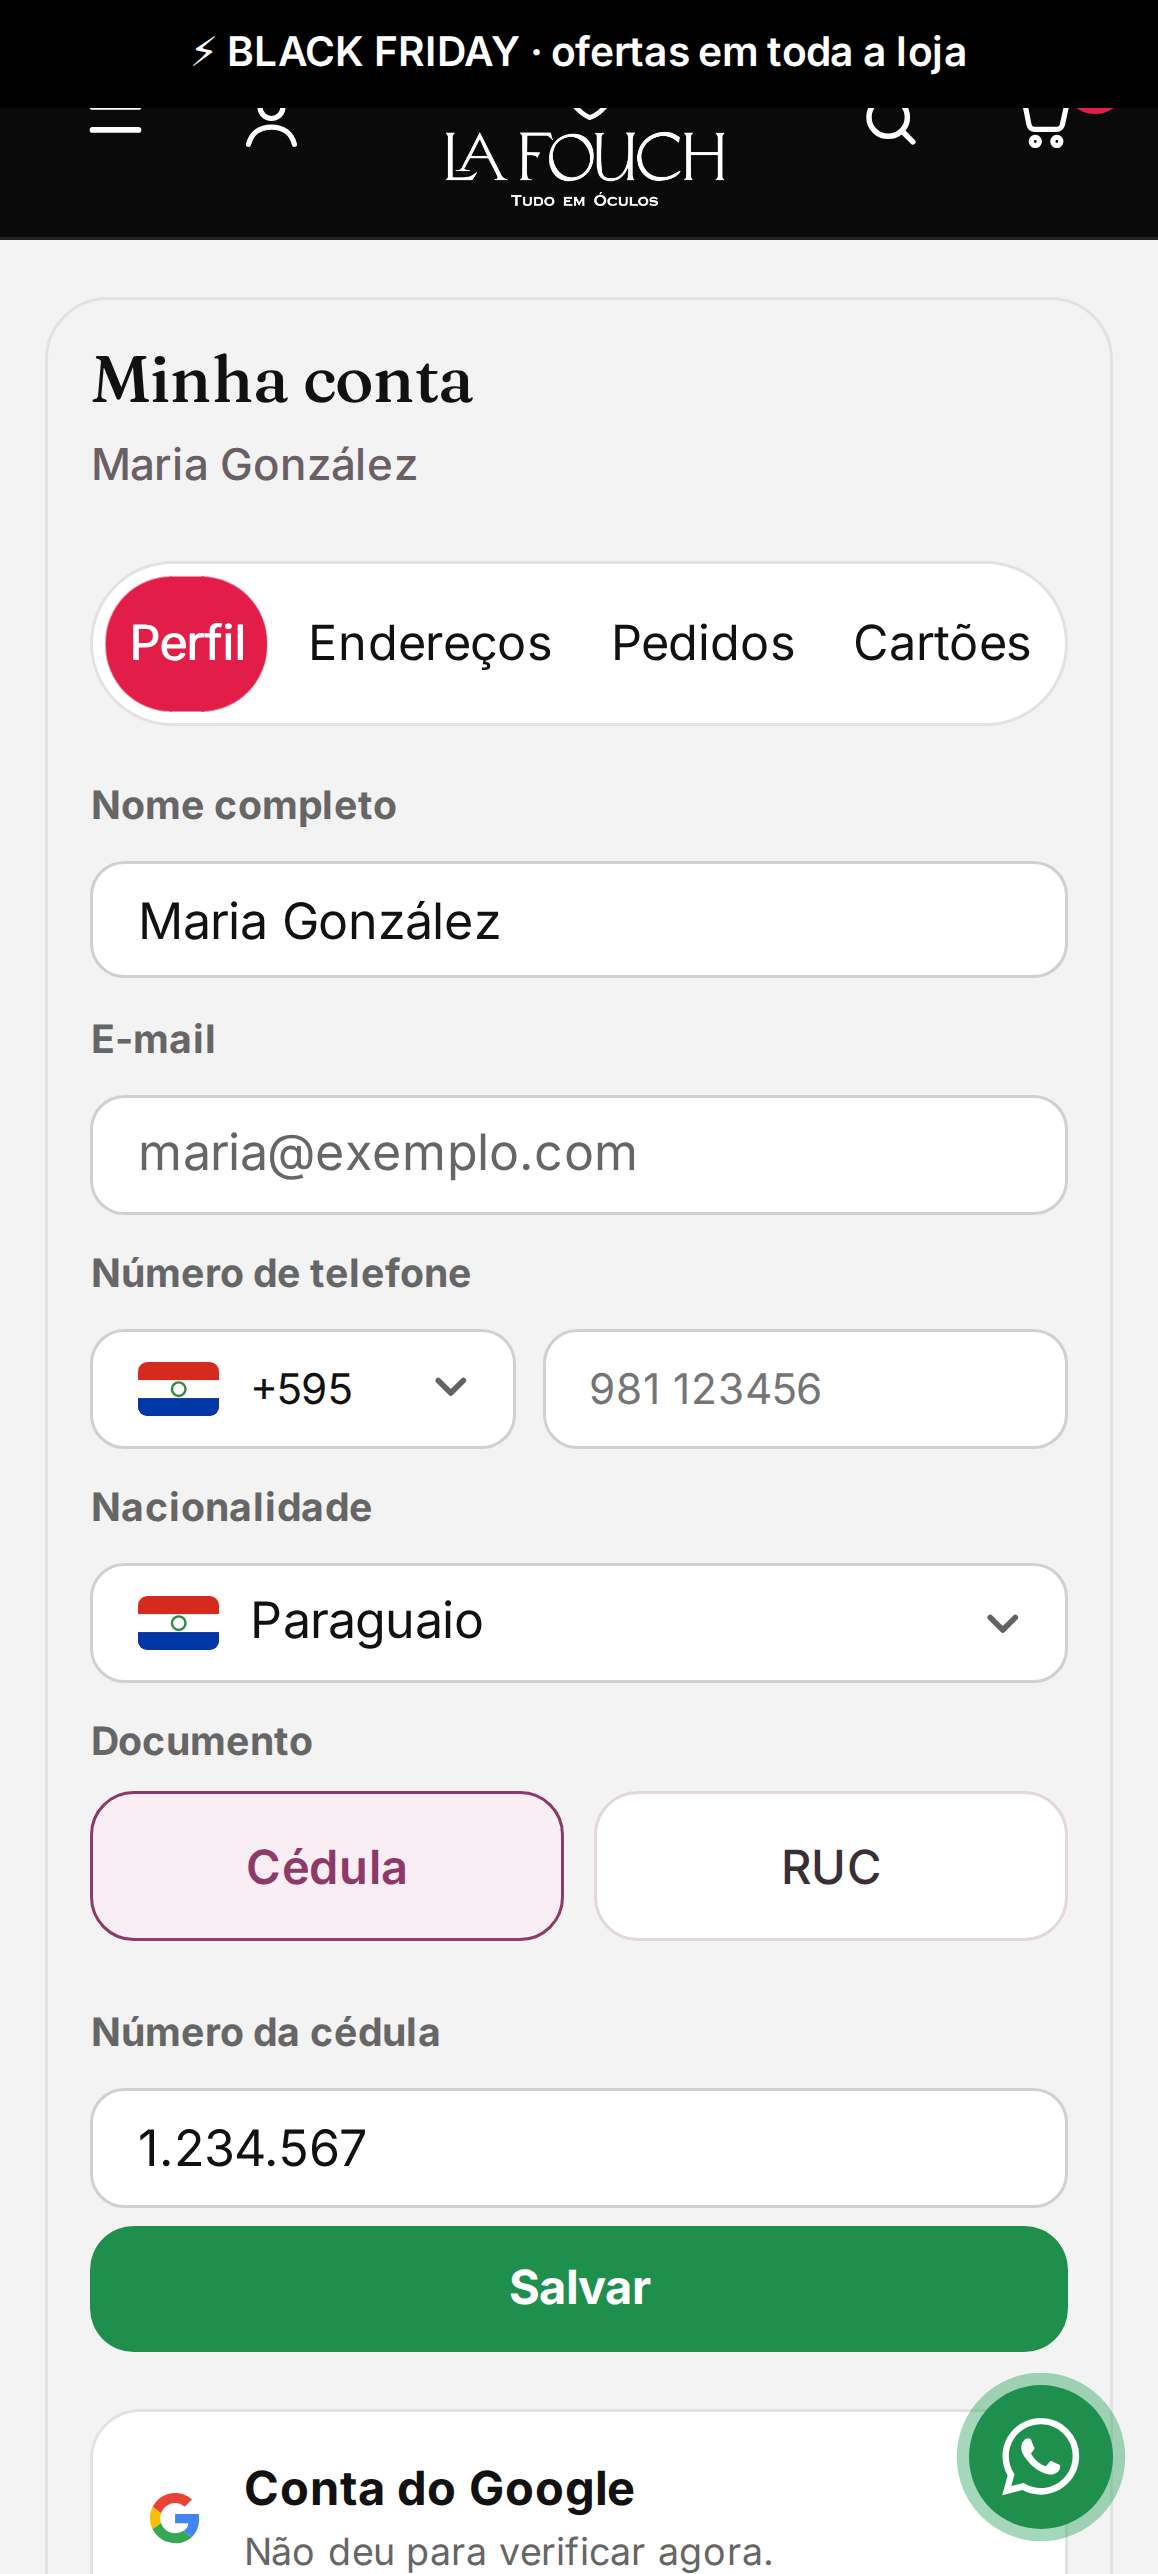 ⚡ BLACK FRIDAY · ofertas em toda a loja
LA FOUCH
TUDO EM ÓCULOS
Minha conta
Maria González
Perfil Endereços Pedidos Cartões
Nome completo
Maria González
E-mail
maria@exemplo.com
Número de telefone
+595 981 123456
Nacionalidade
Paraguaio
Documento
Cédula RUC
Número da cédula
1.234.567
Salvar
Conta do Google
Não deu para verificar agora.